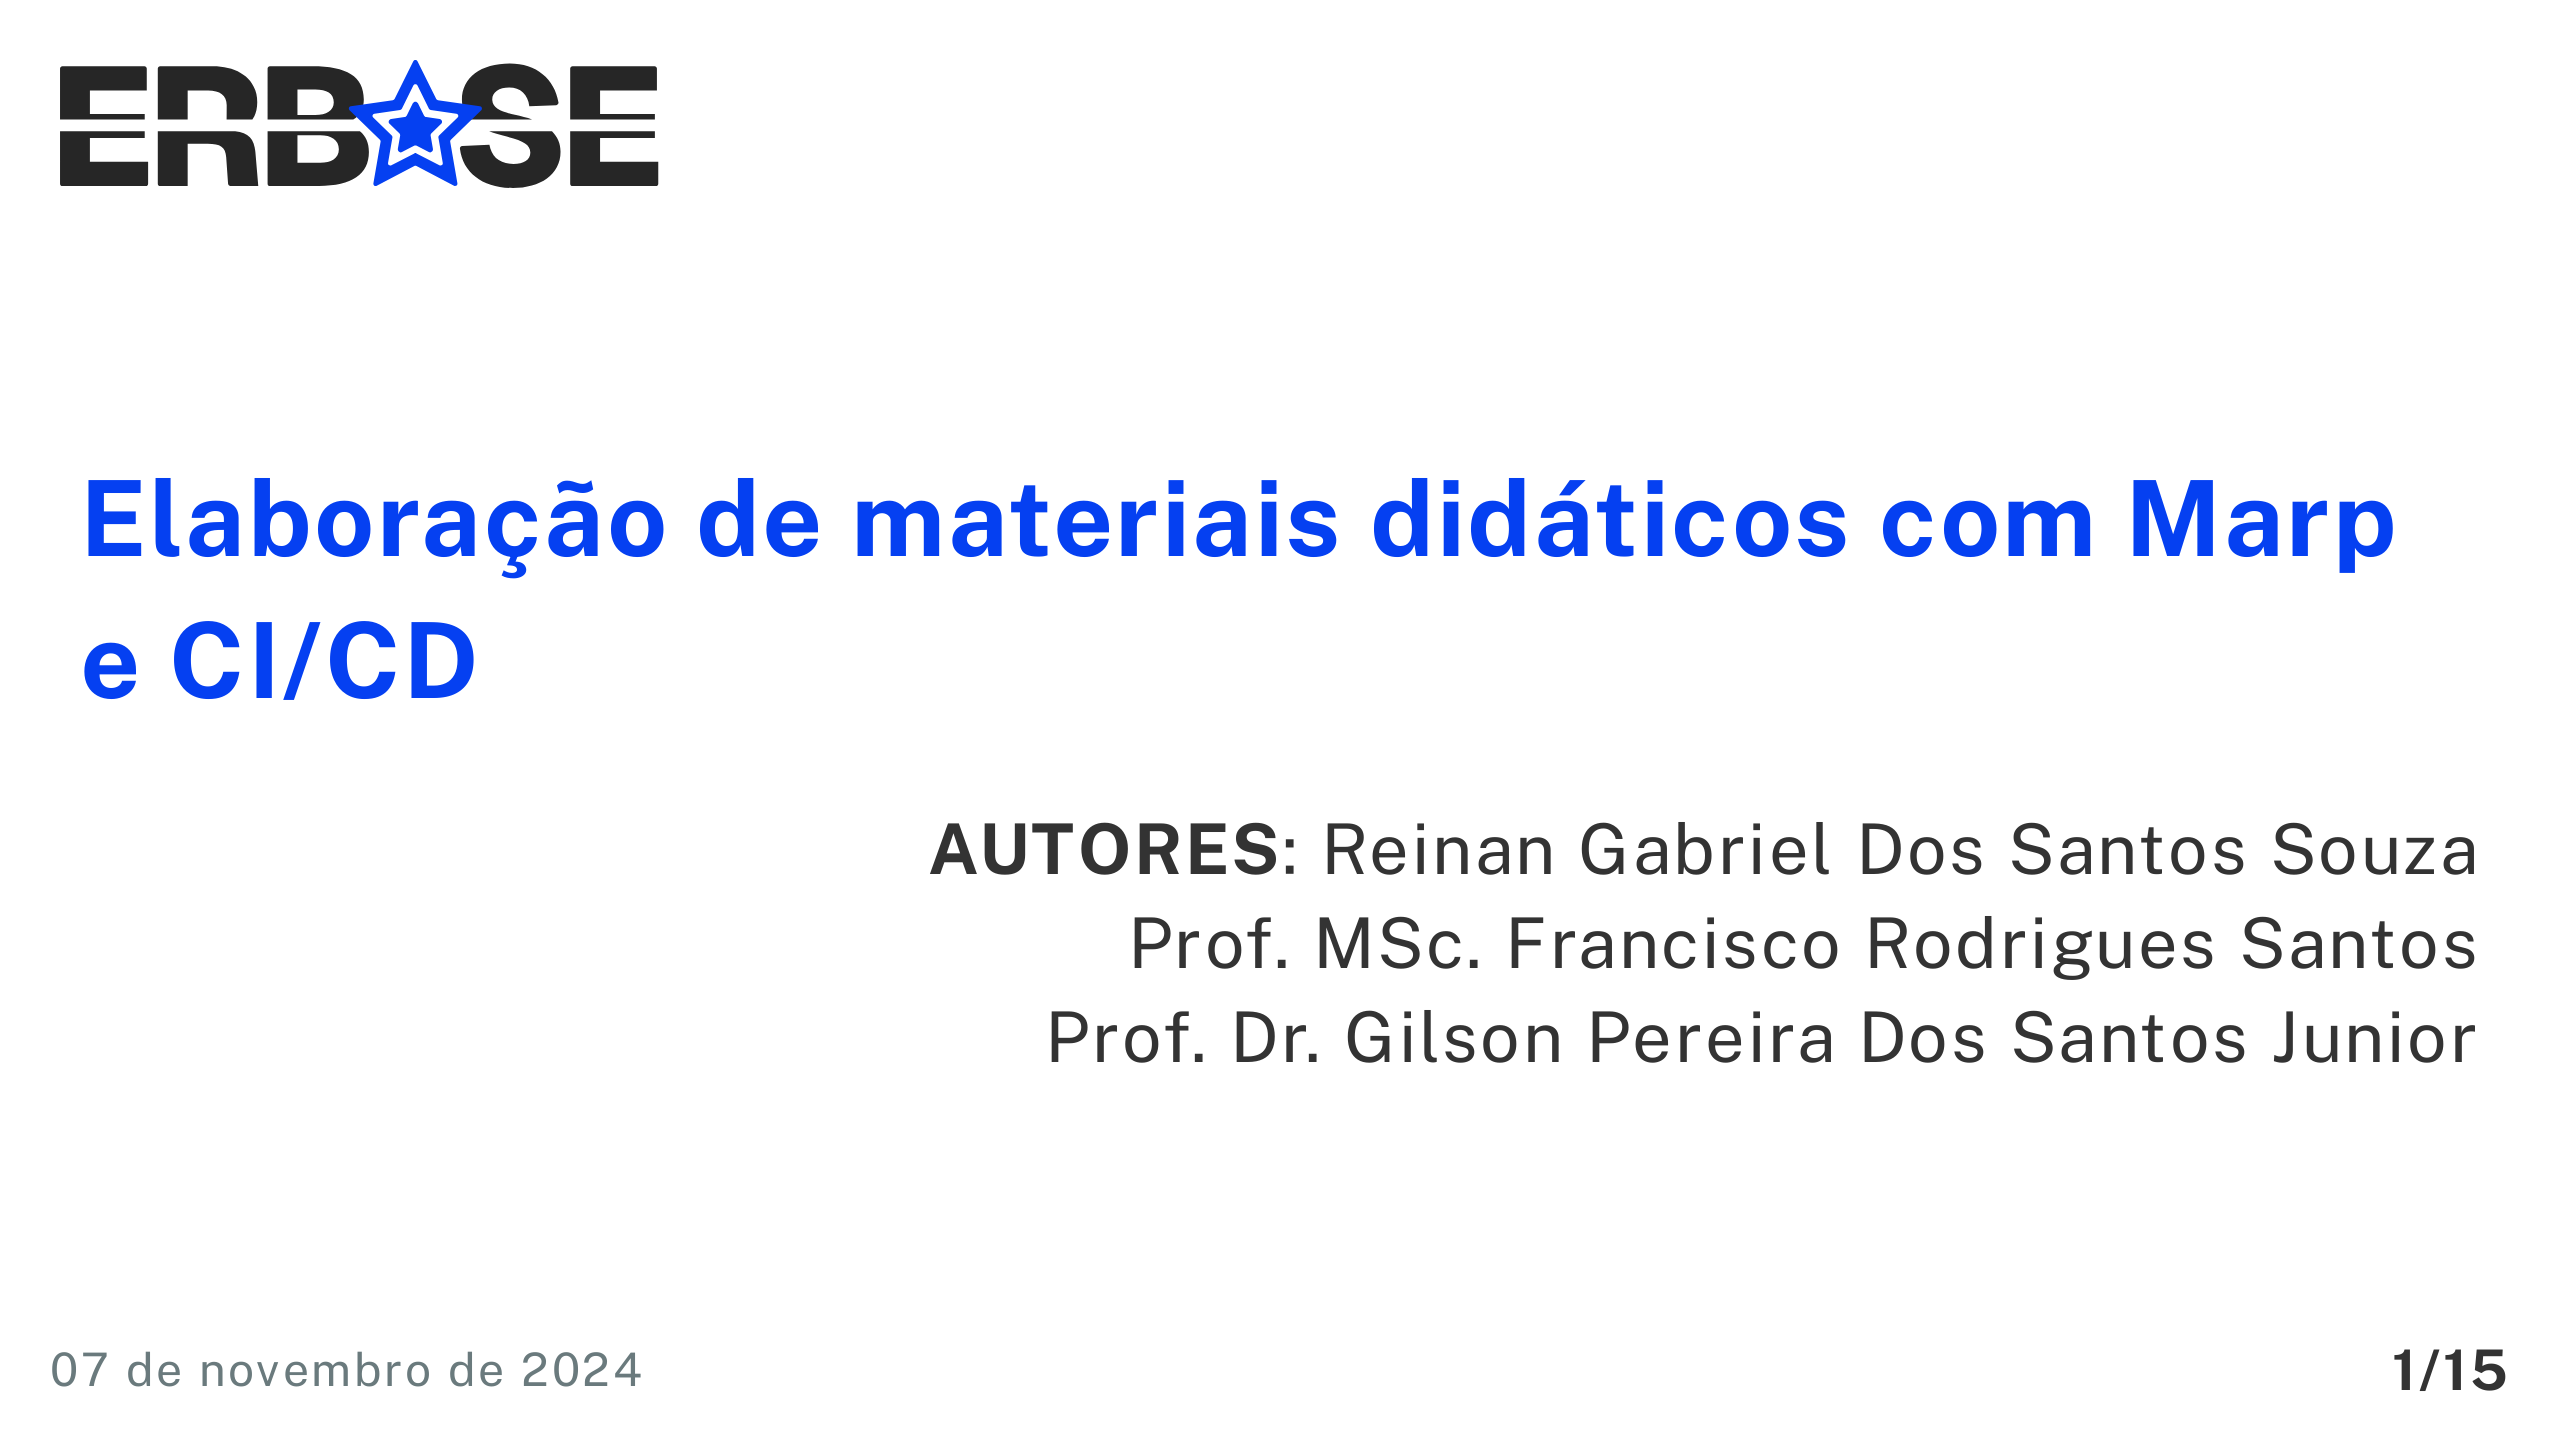 ERBASE
Elaboração de materiais didáticos com Marp
e CI/CD
AUTORES: Reinan Gabriel Dos Santos Souza
Prof. MSc. Francisco Rodrigues Santos
Prof. Dr. Gilson Pereira Dos Santos Junior
07 de novembro de 2024
1/15